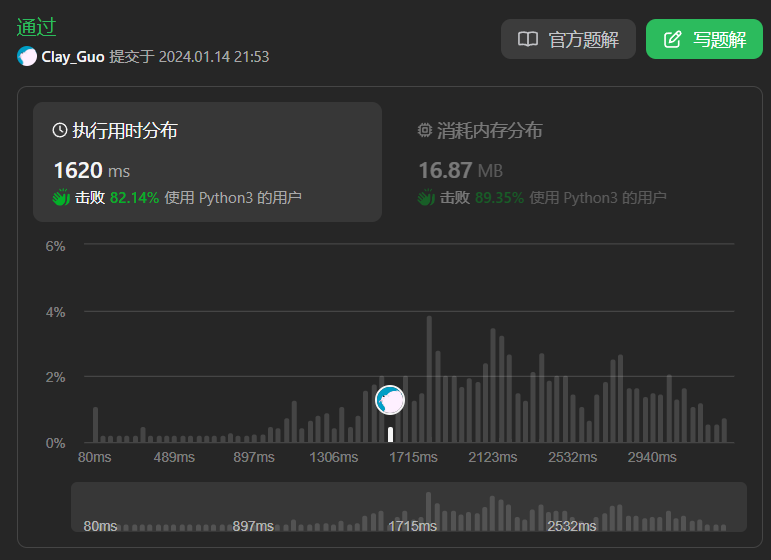 通过
官方题解
写题解
Clay_Guo 提交于 2024.01.14 21:53
执行用时分布
消耗内存分布
1620 ms
16.87 MB
击败 82.14% 使用 Python3 的用户
击败 89.35% 使用 Python3 的用户
6%
4%
2%
0%
80ms 489ms 897ms 1306ms 1715ms 2123ms 2532ms 2940ms
80ms 897ms 1715ms 2532ms